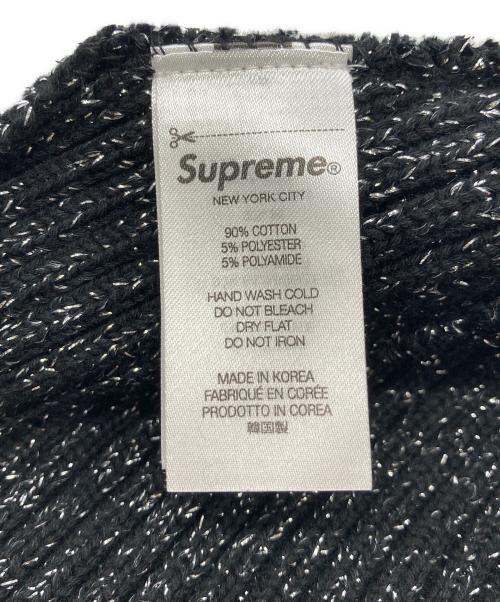 Supreme®
NEW YORK CITY
90% COTTON
5% POLYESTER
5% POLYAMIDE
HAND WASH COLD
DO NOT BLEACH
DRY FLAT
DO NOT IRON
MADE IN KOREA
FABRIQUÉ EN CORÉE
PRODOTTO IN COREA
韓国製